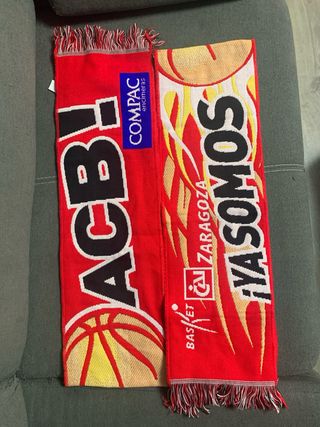 ¡YA SOMOS
BASKET
CAI
ZARAGOZA
ACB!
COMPAC
encimeras